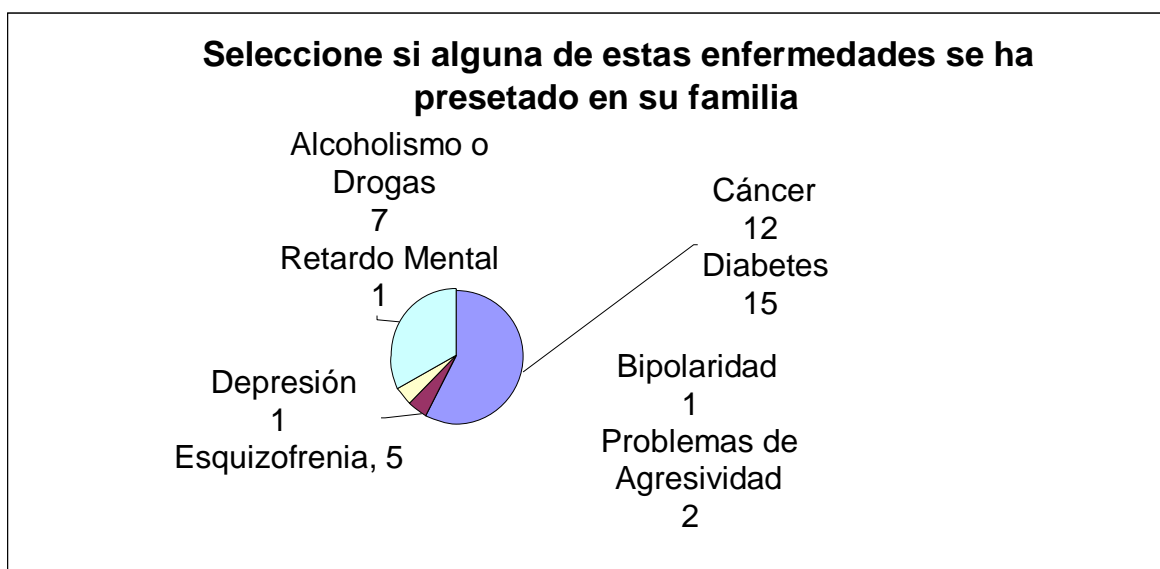 Seleccione si alguna de estas enfermedades se ha
presetado en su familia
Alcoholismo o
Drogas
7
Retardo Mental
1
Cáncer
12
Diabetes
15
Depresión
1
Esquizofrenia, 5
Bipolaridad
1
Problemas de
Agresividad
2